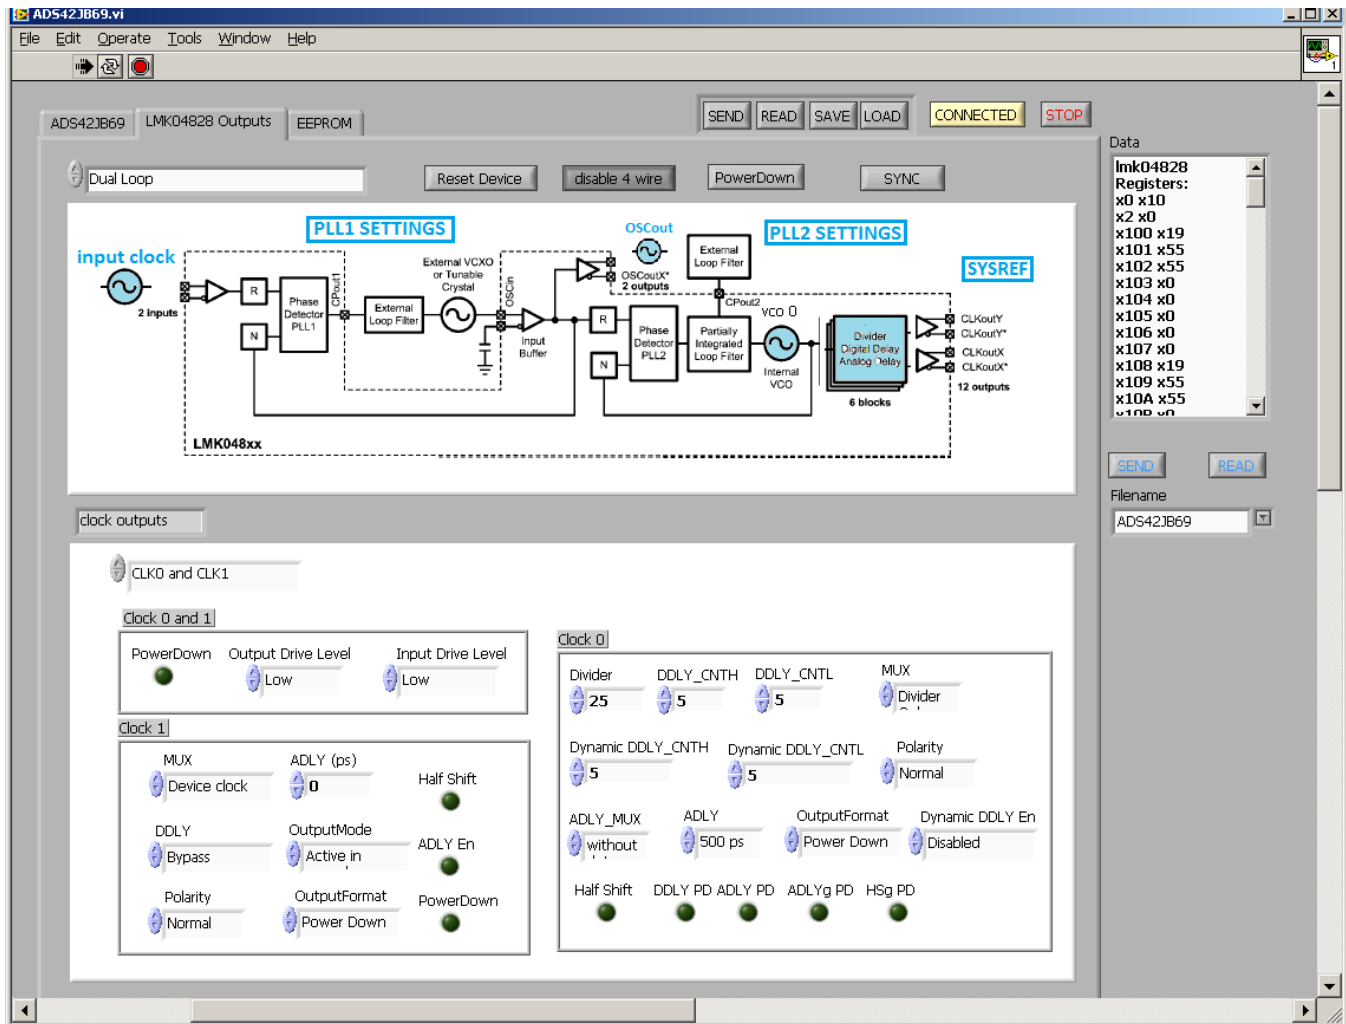 ADS42JB69.vi
File Edit Operate Tools Window Help
1
ADS42JB69 LMK04828 Outputs EEPROM
SEND READ SAVE LOAD CONNECTED STOP
Dual Loop Reset Device disable 4 wire PowerDown SYNC
PLL1 SETTINGS
OSCout
PLL2 SETTINGS
input clock
SYSREF
2 inputs
R
N
Phase
Detector
PLL1
CPout1
External
Loop Filter
External VCXO
or Tunable
Crystal
OSCin
Input
Buffer
OSCoutX*
2 outputs
R
N
Phase
Detector
PLL2
External
Loop Filter
CPout2
Partially
Integrated
Loop Filter
VCO 0
Internal
VCO
Divider
Digital Delay
Analog Delay
6 blocks
CLKoutY
CLKoutY*
CLKoutX
CLKoutX*
12 outputs
LMK048xx
clock outputs
CLK0 and CLK1
Clock 0 and 1
PowerDown Output Drive Level Input Drive Level
Low Low
Clock 1
MUX ADLY (ps) Half Shift
Device clock 0
DDLY OutputMode ADLY En
Bypass Active in
Polarity OutputFormat PowerDown
Normal Power Down
Clock 0
Divider DDLY_CNTH DDLY_CNTL MUX
25 5 5 Divider
Dynamic DDLY_CNTH Dynamic DDLY_CNTL Polarity
5 5 Normal
ADLY_MUX ADLY OutputFormat Dynamic DDLY En
without 500 ps Power Down Disabled
Half Shift DDLY PD ADLY PD ADLYg PD HSg PD
Data
lmk04828
Registers:
x0 x10
x2 x0
x100 x19
x101 x55
x102 x55
x103 x0
x104 x0
x105 x0
x106 x0
x107 x0
x108 x19
x109 x55
x10A x55
x10B x0
SEND READ
Filename
ADS42JB69